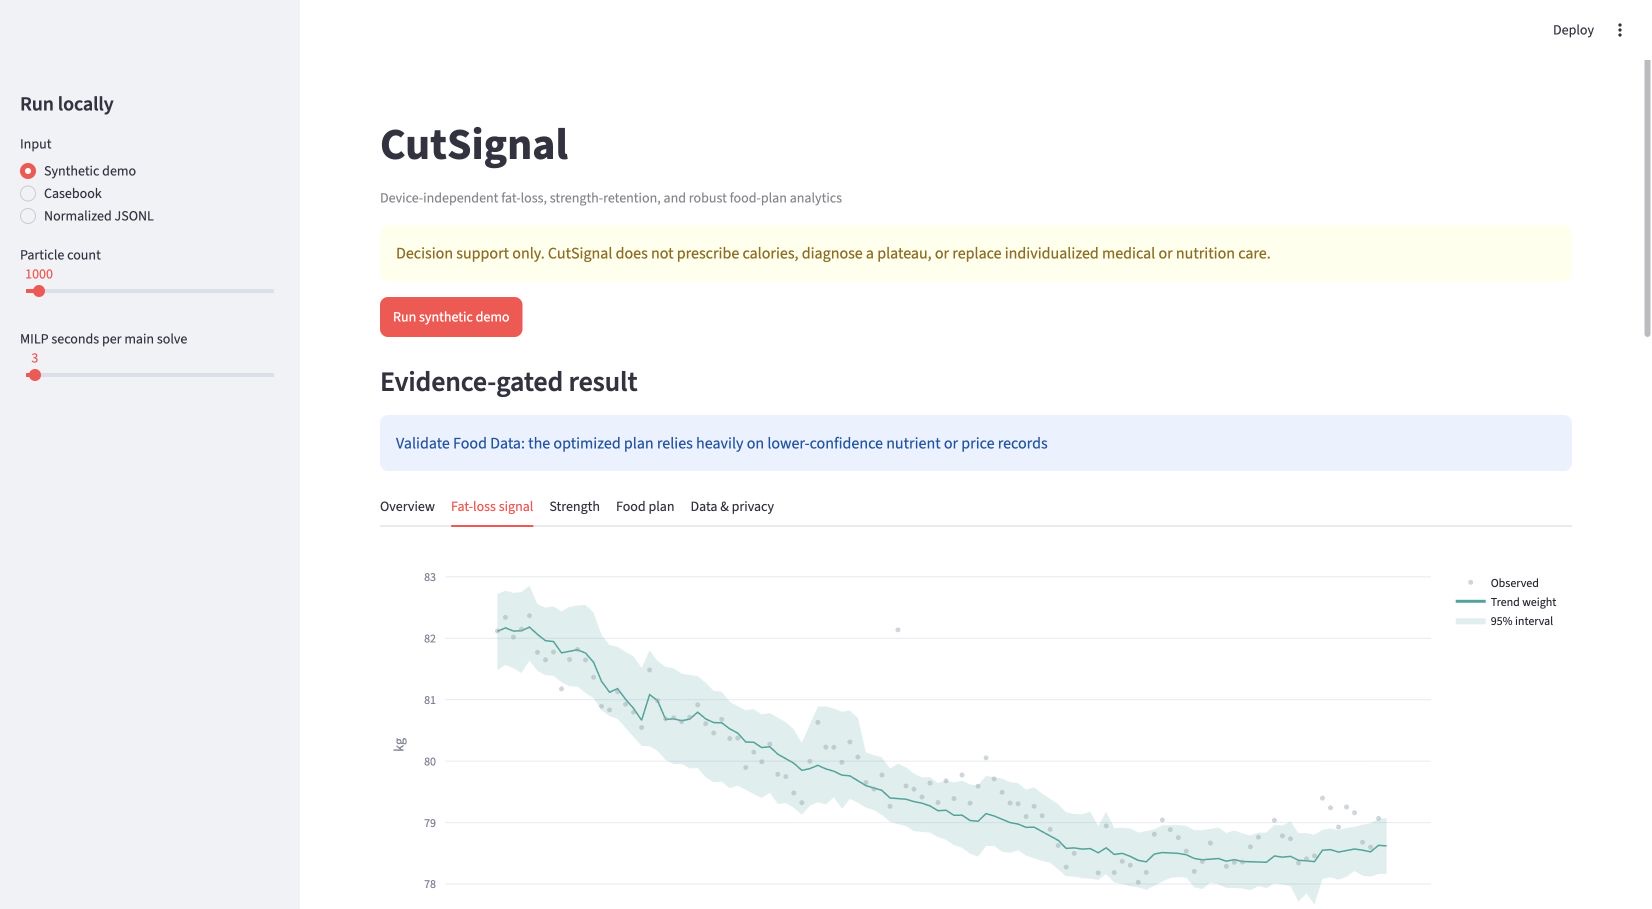 Deploy
Run locally
Input
Synthetic demo
Casebook
Normalized JSONL
Particle count
1000
MILP seconds per main solve
3
CutSignal
Device-independent fat-loss, strength-retention, and robust food-plan analytics
Decision support only. CutSignal does not prescribe calories, diagnose a plateau, or replace individualized medical or nutrition care.
Run synthetic demo
Evidence-gated result
Validate Food Data: the optimized plan relies heavily on lower-confidence nutrient or price records
Overview Fat-loss signal Strength Food plan Data & privacy
83
82
81
80
79
78
kg
Observed
Trend weight
95% interval